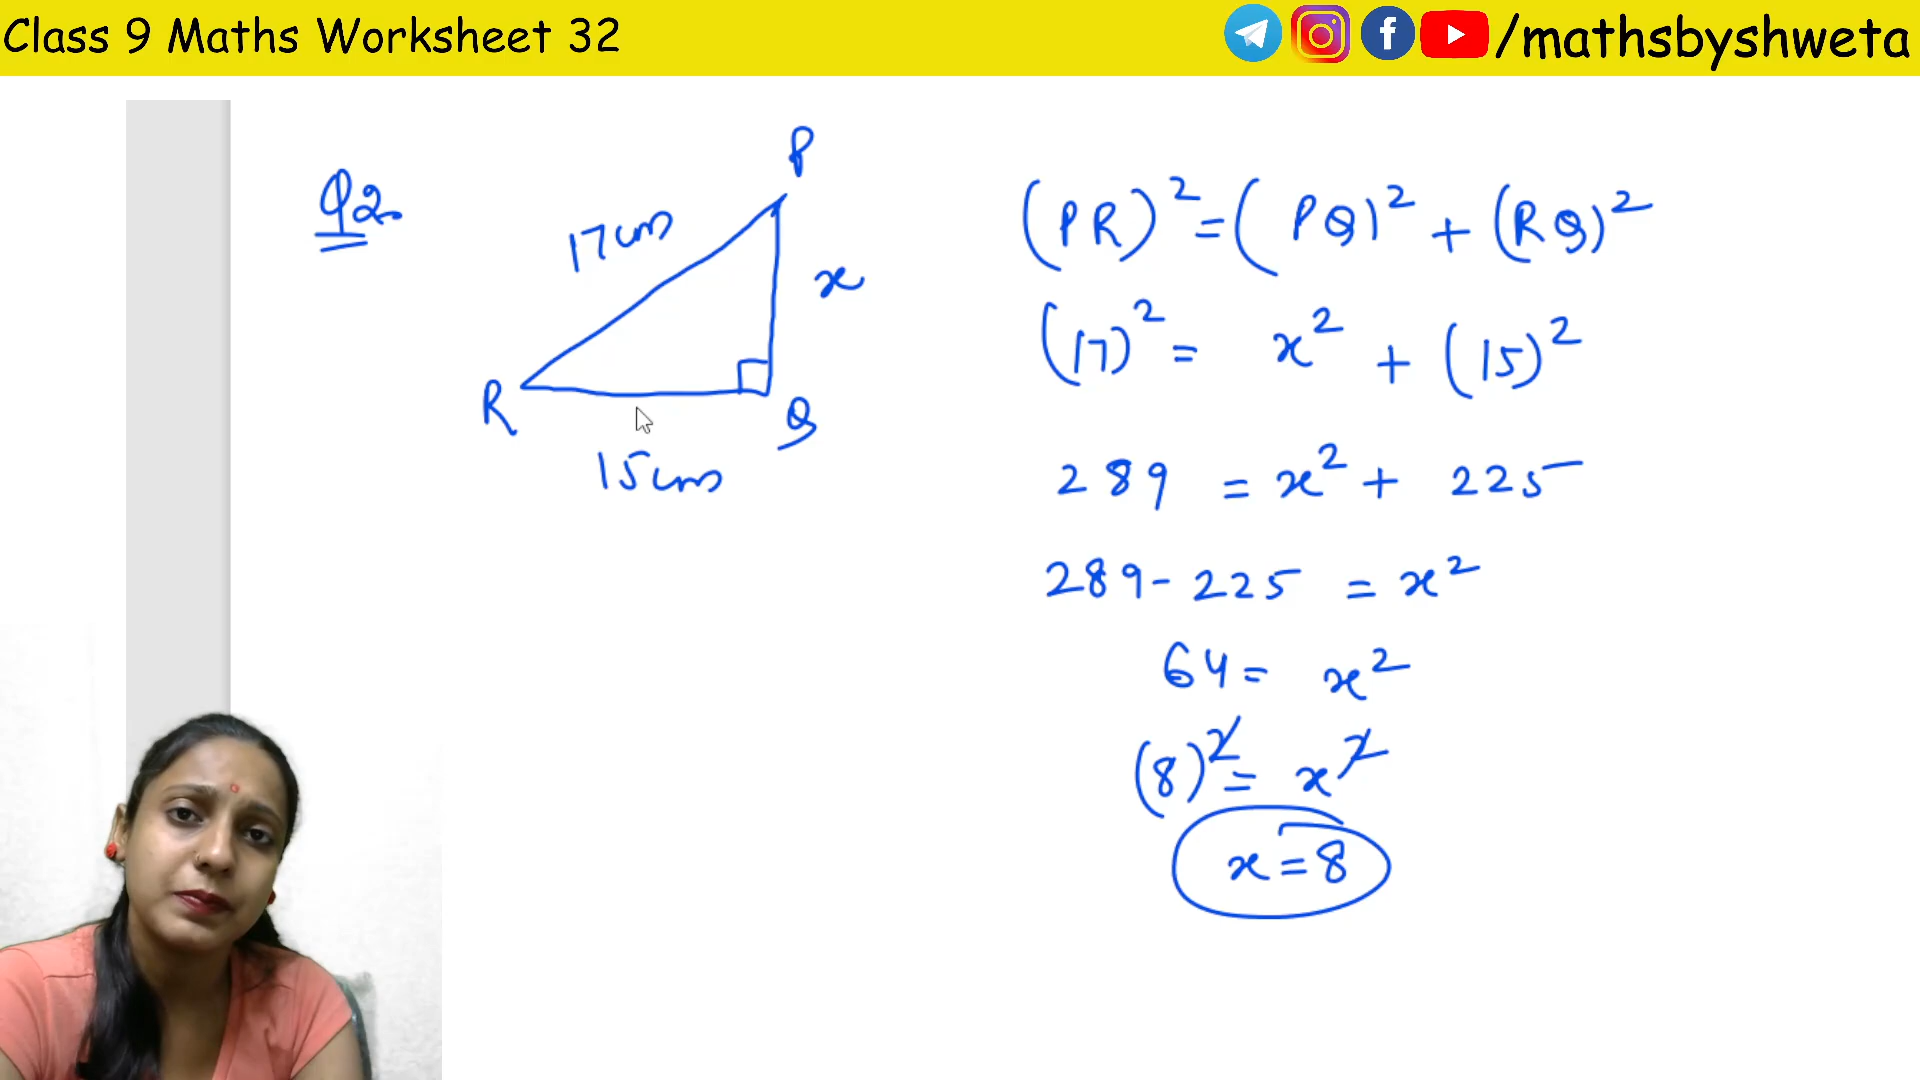 Class 9 Maths Worksheet 32
/mathsbyshweta
Q2.
P
17cm
x
R
Q
15cm
(PR)² = (PQ)² + (RQ)²
(17)² = x² + (15)²
289 = x² + 225
289 - 225 = x²
64 = x²
(8)² = x²
x = 8